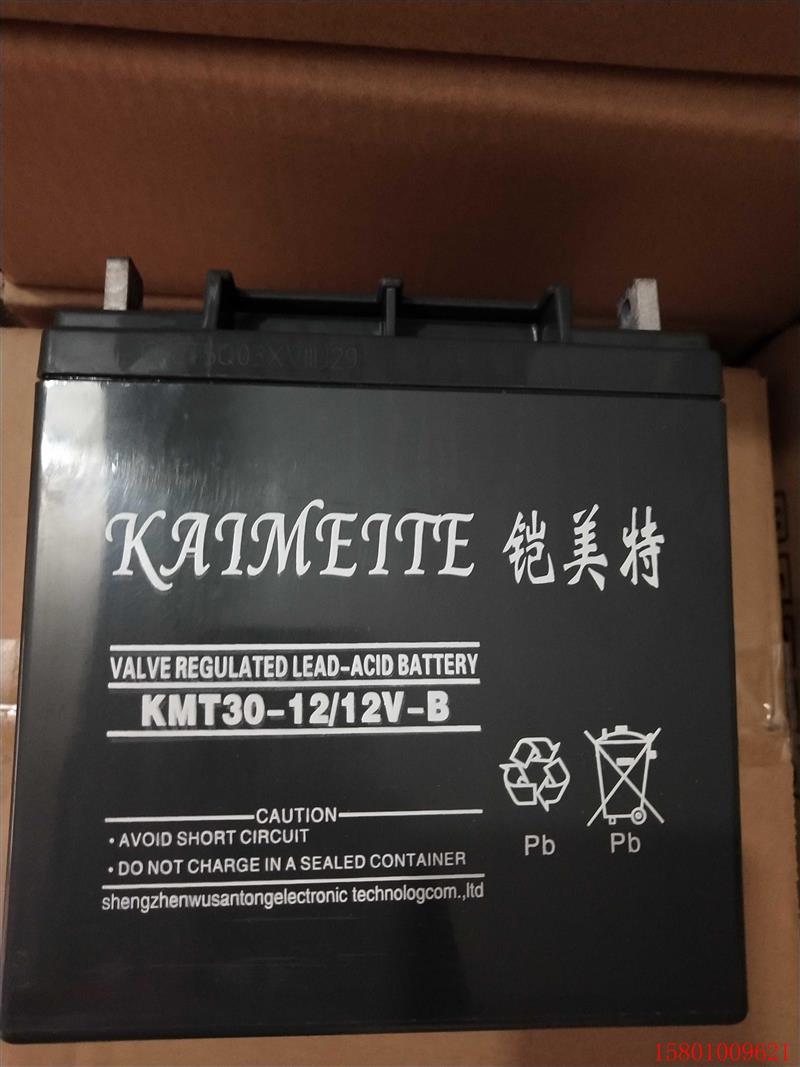 KAIMEITE 铠美特
VALVE REGULATED LEAD-ACID BATTERY
KMT30-12/12V-B
CAUTION
• AVOID SHORT CIRCUIT
• DO NOT CHARGE IN A SEALED CONTAINER
shengzhenwusantongelectronic technologcom.,ltd
Pb
Pb
15801009621